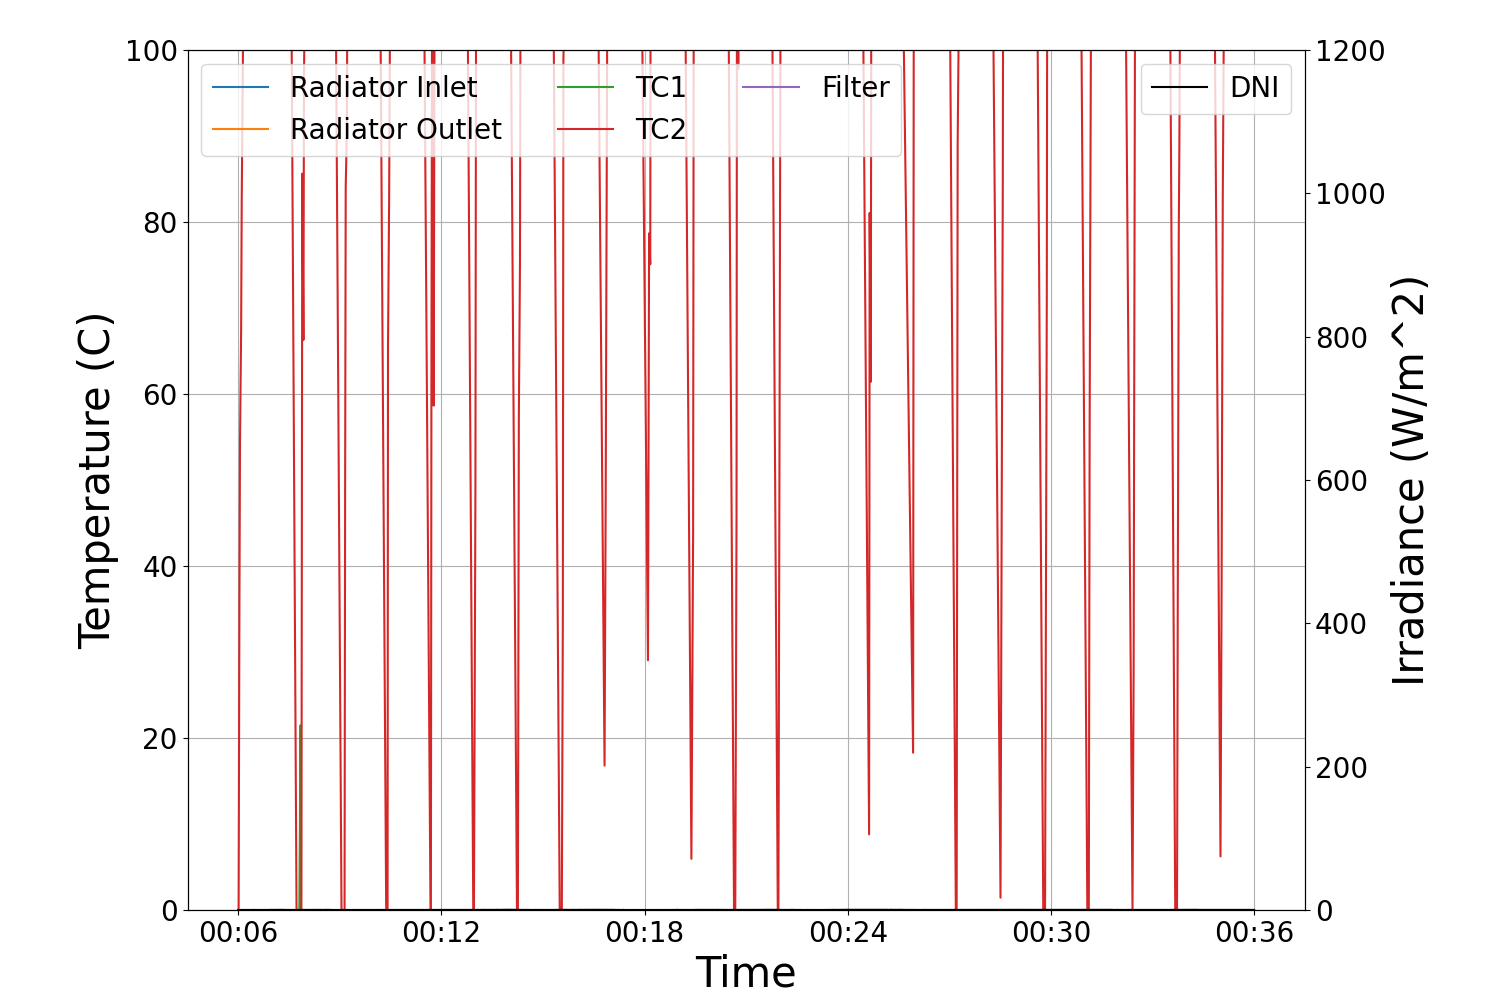 100
80
60
40
20
0
Temperature (C)
Radiator Inlet
Radiator Outlet
TC1
TC2
Filter
DNI
1200
1000
800
600
400
200
0
Irradiance (W/m^2)
00:06 00:12 00:18 00:24 00:30 00:36
Time